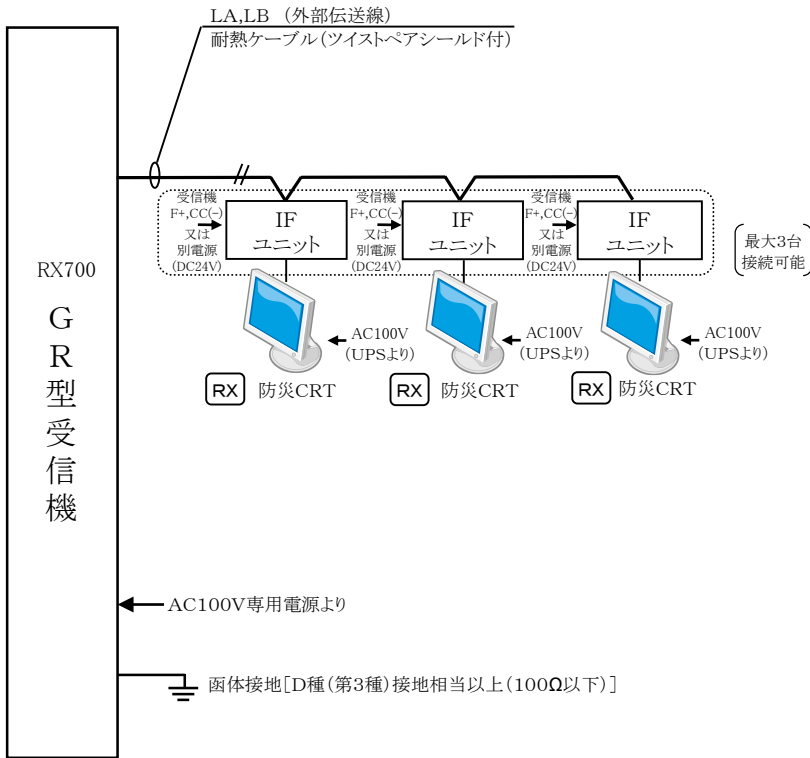 LA,LB (外部伝送線)
耐熱ケーブル(ツイストペアシールド付)
受信機
F+,CC(-)
又は
別電源
(DC24V)
IF
ユニット
受信機
F+,CC(-)
又は
別電源
(DC24V)
IF
ユニット
受信機
F+,CC(-)
又は
別電源
(DC24V)
IF
ユニット
最大3台
接続可能
RX700
GR型受信機
AC100V
(UPSより)
AC100V
(UPSより)
AC100V
(UPSより)
RX 防災CRT
RX 防災CRT
RX 防災CRT
AC100V専用電源より
函体接地[D種(第3種)接地相当以上(100Ω以下)]